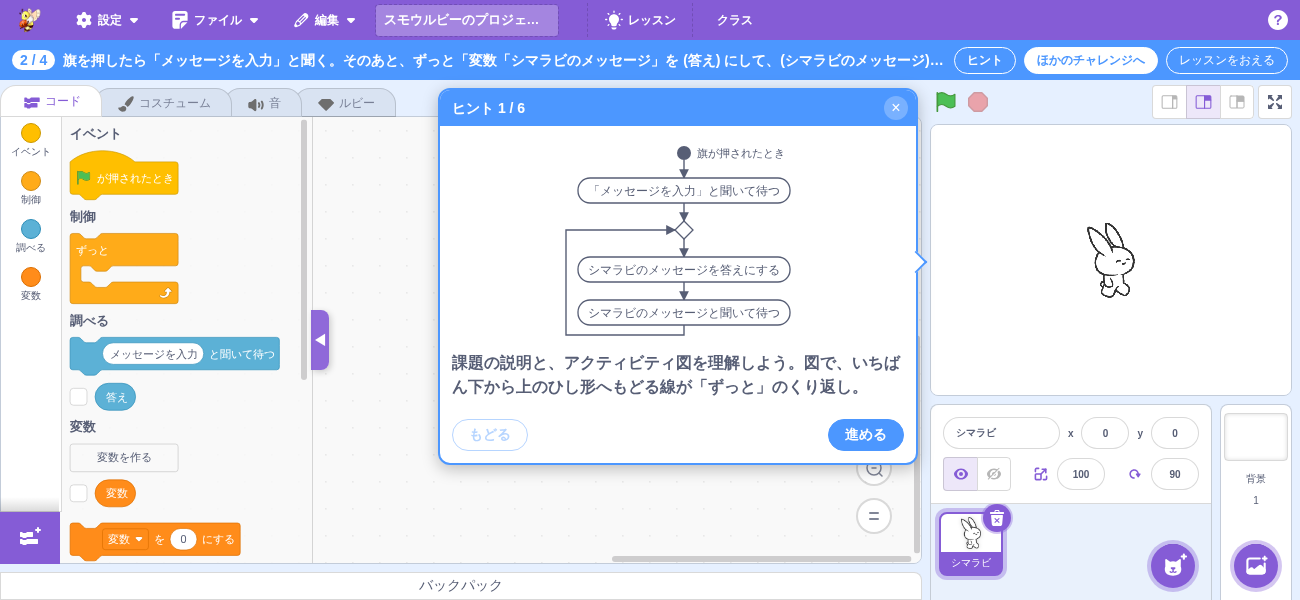 設定
ファイル
編集
スモウルビーのプロジェ…
レッスン
クラス
?
2 / 4
旗を押したら「メッセージを入力」と聞く。そのあと、ずっと「変数「シマラビのメッセージ」を (答え) にして、(シマラビのメッセージ)…
ヒント
ほかのチャレンジへ
レッスンをおえる
コード
コスチューム
音
ルビー
イベント
制御
調べる
変数
イベント
が押されたとき
制御
ずっと
調べる
メッセージを入力 と聞いて待つ
答え
変数
変数を作る
変数
変数 を 0 にする
ヒント 1 / 6
旗が押されたとき
「メッセージを入力」と聞いて待つ
シマラビのメッセージを答えにする
シマラビのメッセージと聞いて待つ
課題の説明と、アクティビティ図を理解しよう。図で、いちば
ん下から上のひし形へもどる線が「ずっと」のくり返し。
もどる
進める
シマラビ
x 0
y 0
100
90
シマラビ
背景
1
バックパック